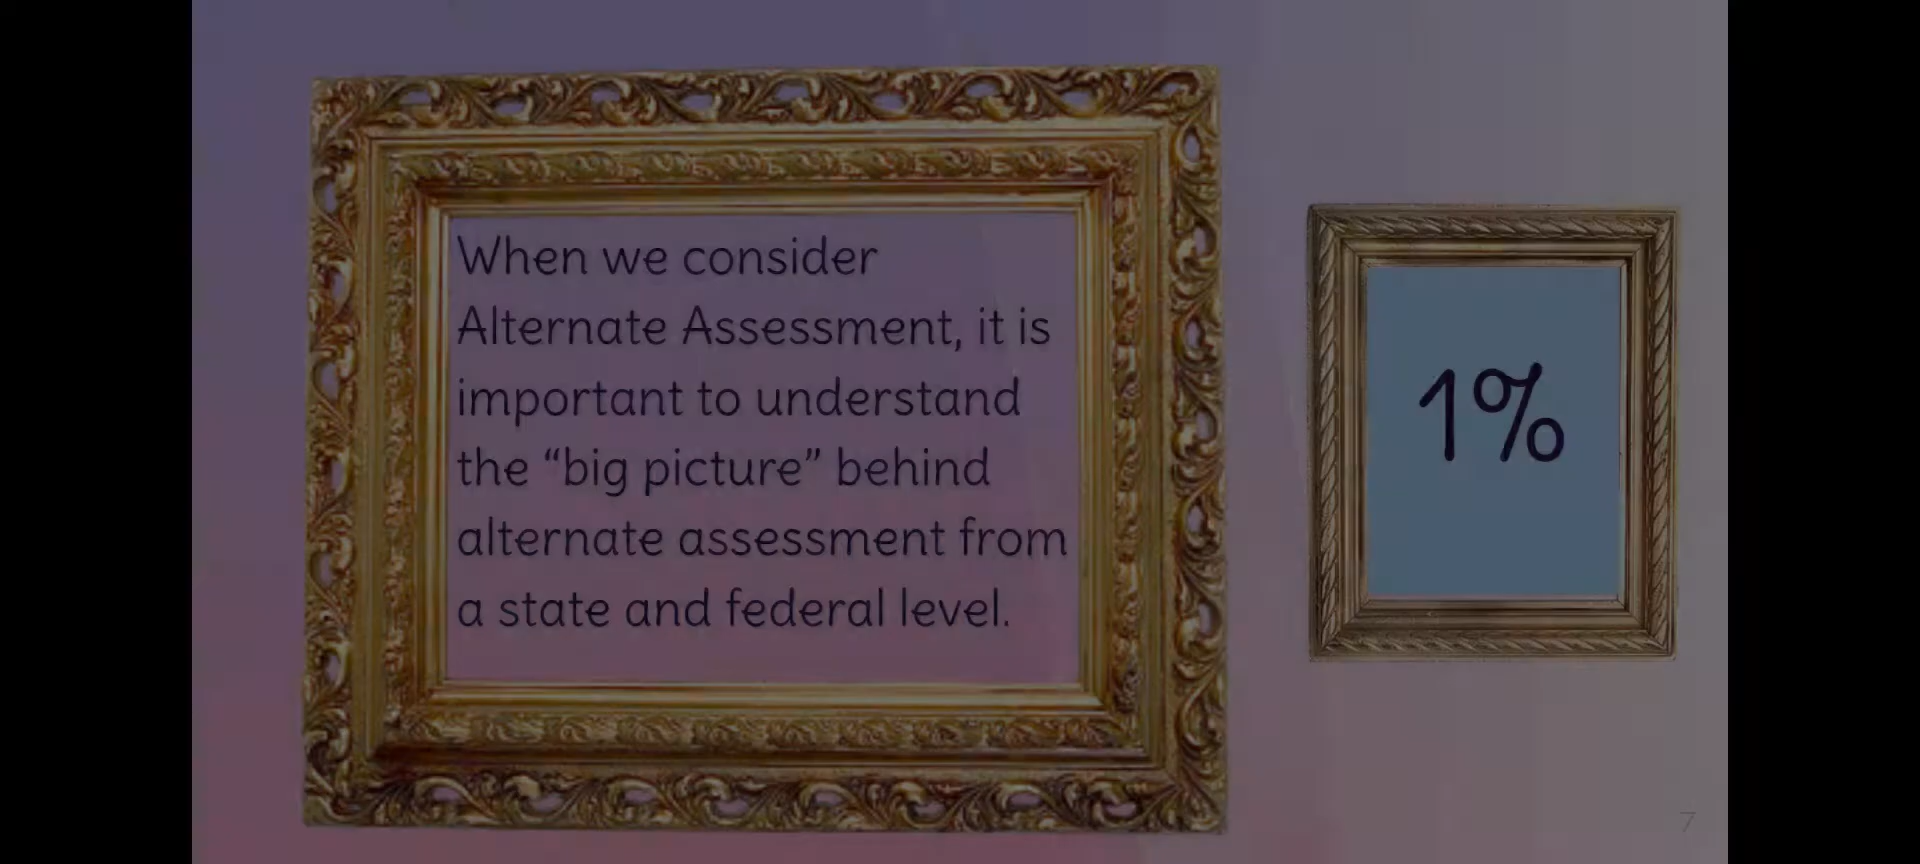 When we consider
Alternate Assessment, it is
important to understand
the “big picture” behind
alternate assessment from
a state and federal level.
1%
7